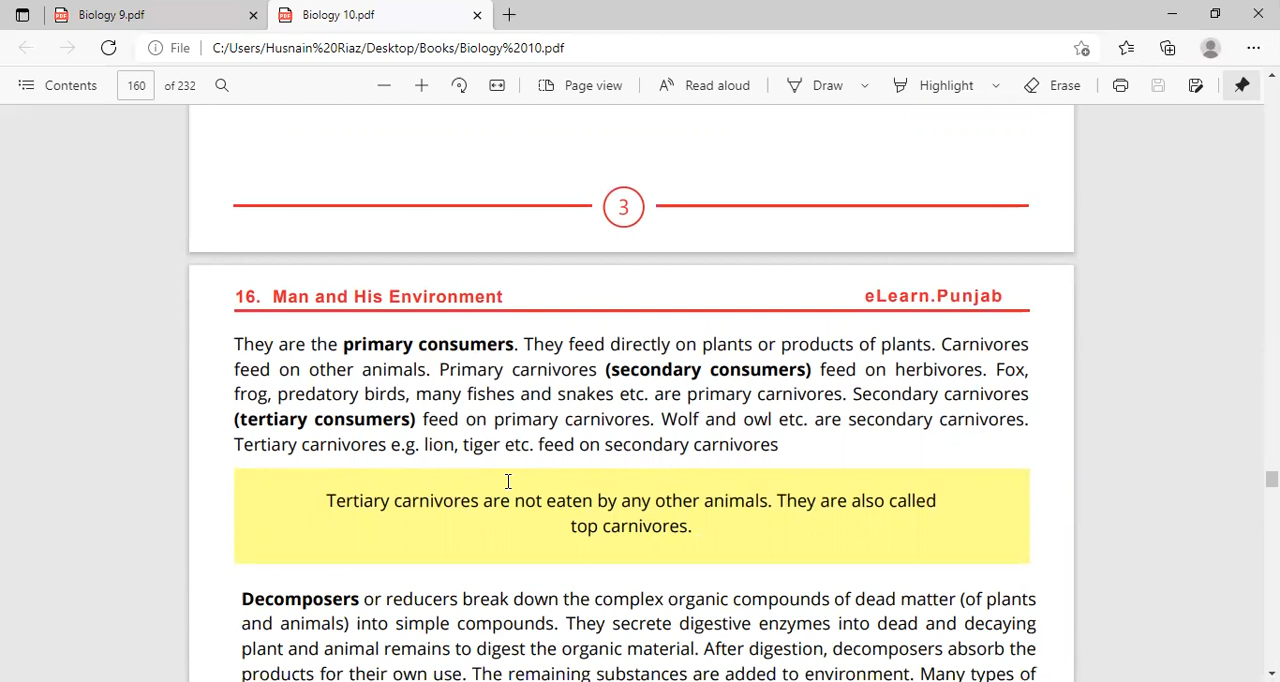 Biology 9.pdf
Biology 10.pdf
File
C:/Users/Husnain%20Riaz/Desktop/Books/Biology%2010.pdf
Contents
160 of 232
Page view
Read aloud
Draw
Highlight
Erase
3
16. Man and His Environment
eLearn.Punjab
They are the primary consumers. They feed directly on plants or products of plants. Carnivores
feed on other animals. Primary carnivores (secondary consumers) feed on herbivores. Fox,
frog, predatory birds, many fishes and snakes etc. are primary carnivores. Secondary carnivores
(tertiary consumers) feed on primary carnivores. Wolf and owl etc. are secondary carnivores.
Tertiary carnivores e.g. lion, tiger etc. feed on secondary carnivores
Tertiary carnivores are not eaten by any other animals. They are also called
top carnivores.
Decomposers or reducers break down the complex organic compounds of dead matter (of plants
and animals) into simple compounds. They secrete digestive enzymes into dead and decaying
plant and animal remains to digest the organic material. After digestion, decomposers absorb the
products for their own use. The remaining substances are added to environment. Many types of